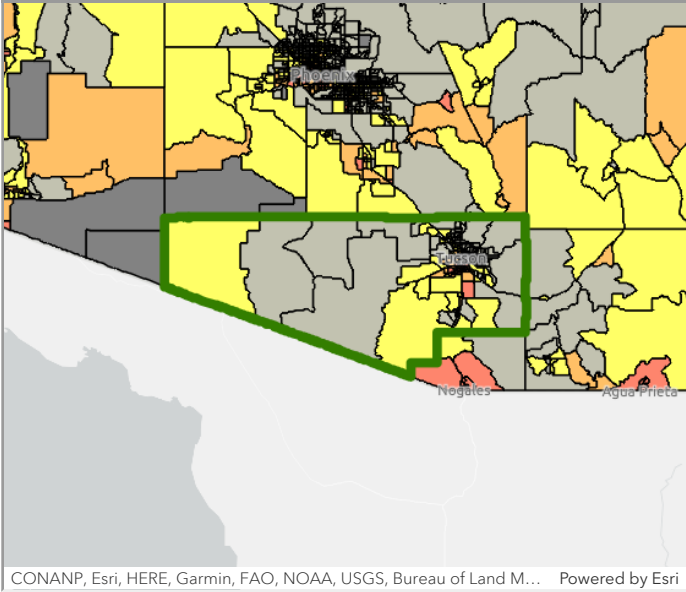 Phoenix
Tucson
Nogales
Agua Prieta
CONANP, Esri, HERE, Garmin, FAO, NOAA, USGS, Bureau of Land M... Powered by Esri